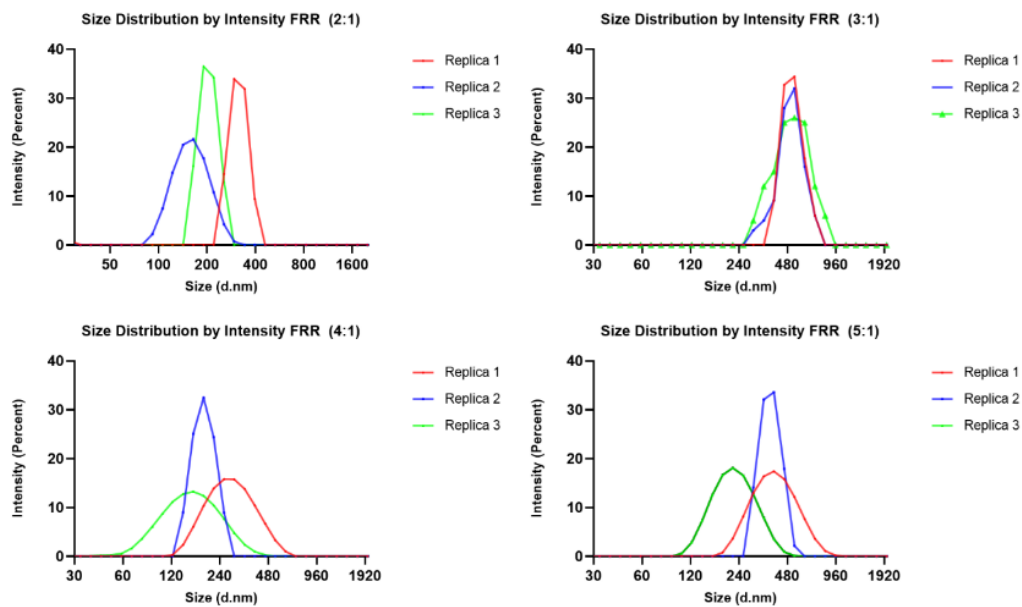 Size Distribution by Intensity FRR (2:1)
Intensity (Percent)
40
30
20
10
0
50 100 200 400 800 1600
Size (d.nm)
Replica 1
Replica 2
Replica 3
Size Distribution by Intensity FRR (3:1)
Intensity (Percent)
40
30
20
10
0
30 60 120 240 480 960 1920
Size (d.nm)
Replica 1
Replica 2
Replica 3
Size Distribution by Intensity FRR (4:1)
Intensity (Percent)
40
30
20
10
0
30 60 120 240 480 960 1920
Size (d.nm)
Replica 1
Replica 2
Replica 3
Size Distribution by Intensity FRR (5:1)
Intensity (Percent)
40
30
20
10
0
30 60 120 240 480 960 1920
Size (d.nm)
Replica 1
Replica 2
Replica 3